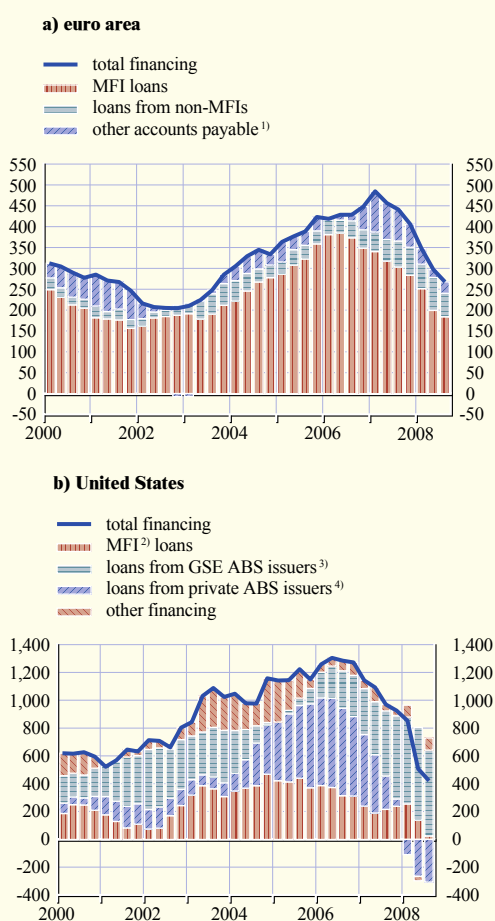 a) euro area
total financing
MFI loans
loans from non-MFIs
other accounts payable 1)
550 550
500 500
450 450
400 400
350 350
300 300
250 250
200 200
150 150
100 100
50 50
0 0
-50 -50
2000 2002 2004 2006 2008
b) United States
total financing
MFI 2) loans
loans from GSE ABS issuers 3)
loans from private ABS issuers 4)
other financing
1,400 1,400
1,200 1,200
1,000 1,000
800 800
600 600
400 400
200 200
0 0
-200 -200
-400 -400
2000 2002 2004 2006 2008